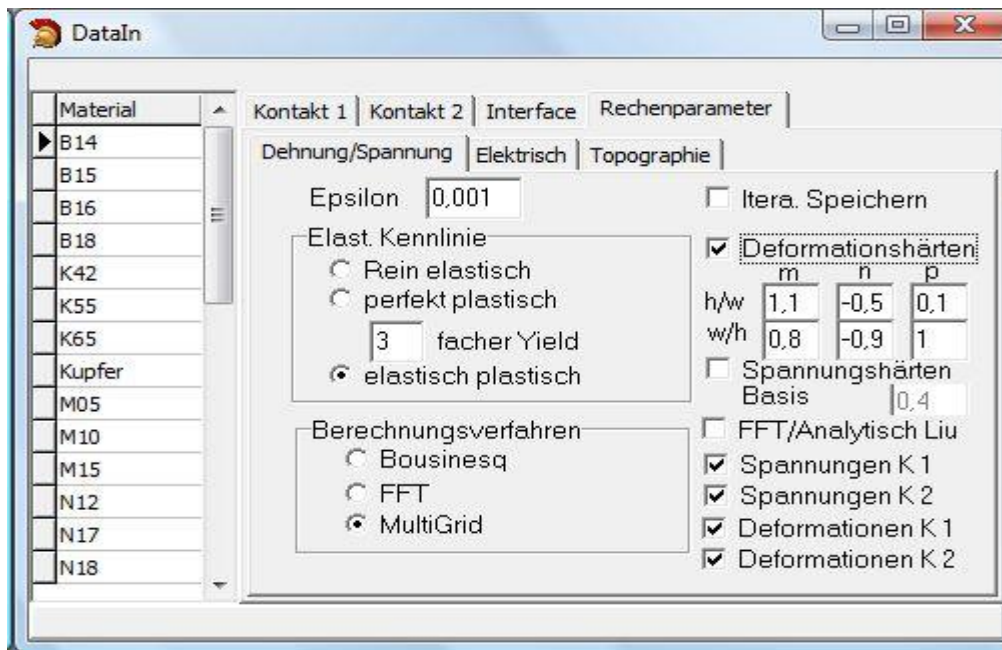 DataIn
Material
B14
B15
B16
B18
K42
K55
K65
Kupfer
M05
M10
M15
N12
N17
N18
Kontakt 1 Kontakt 2 Interface Rechenparameter
Dehnung/Spannung Elektrisch Topographie
Epsilon 0,001
Elast. Kennlinie
Rein elastisch
perfekt plastisch
3 facher Yield
elastisch plastisch
Berechnungsverfahren
Bousinesq
FFT
MultiGrid
Itera. Speichern
Deformationshärten
m n p
h/w 1,1 -0,5 0,1
w/h 0,8 -0,9 1
Spannungshärten
Basis 0,4
FFT/Analytisch Liu
Spannungen K 1
Spannungen K 2
Deformationen K 1
Deformationen K 2